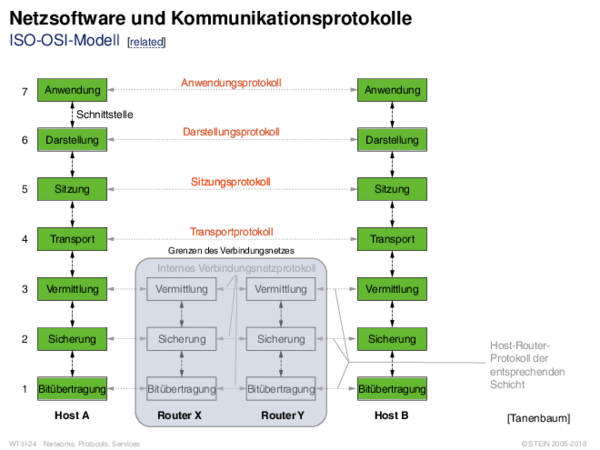 Netzsoftware und Kommunikationsprotokolle
ISO-OSI-Modell [related]
7 Anwendung Anwendungsprotokoll Anwendung
Schnittstelle
6 Darstellung Darstellungsprotokoll Darstellung
5 Sitzung Sitzungsprotokoll Sitzung
4 Transport Transportprotokoll Transport
Grenzen des Verbindungsnetzes
Internes Verbindungsnetzprotokoll
3 Vermittlung Vermittlung Vermittlung Vermittlung
2 Sicherung Sicherung Sicherung Sicherung
Host-Router-
Protokoll der
entsprechenden
Schicht
1 Bitübertragung Bitübertragung Bitübertragung Bitübertragung
Host A Router X Router Y Host B
[Tanenbaum]
WT:II-24 Networks, Protocols, Services ©STEIN 2005-2018